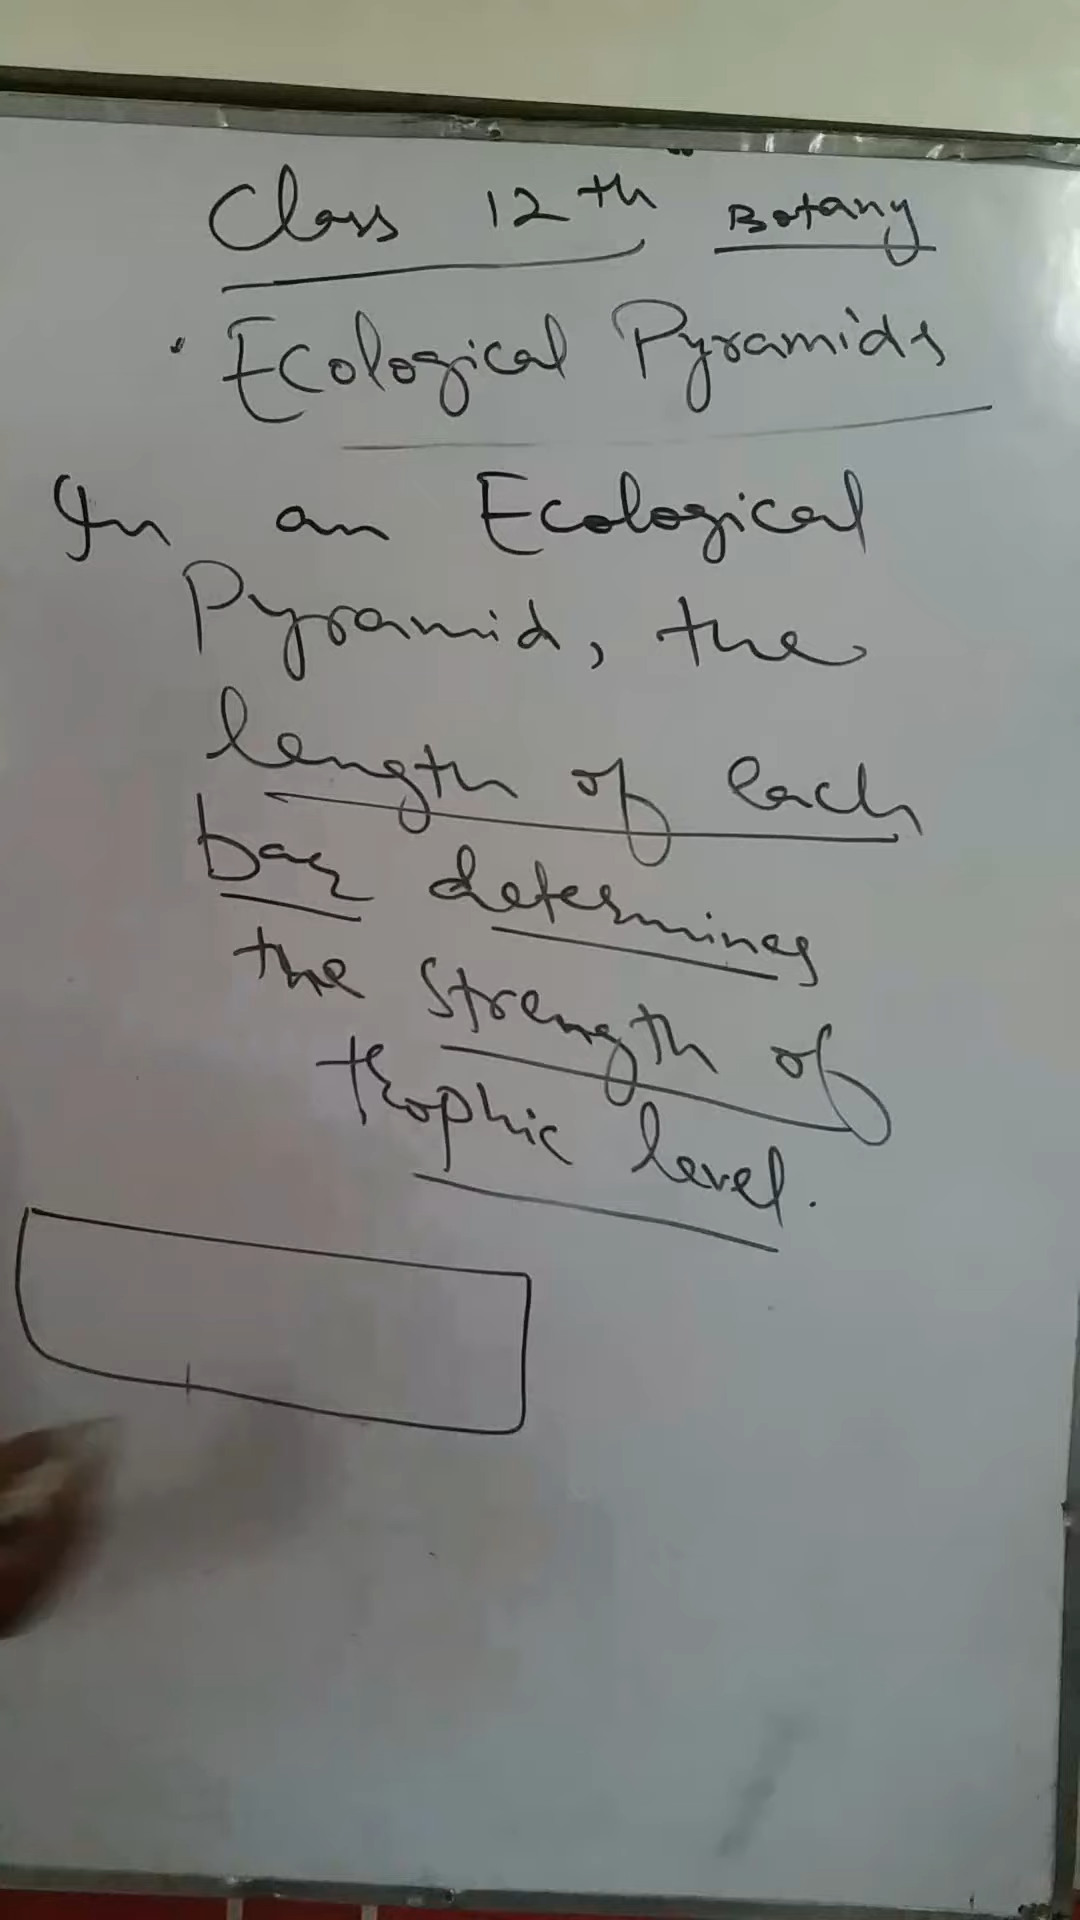 Class 12th Botany
Ecological Pyramids
In an Ecological
Pyramid, the
length of each
bar determines
the strength of
trophic level.